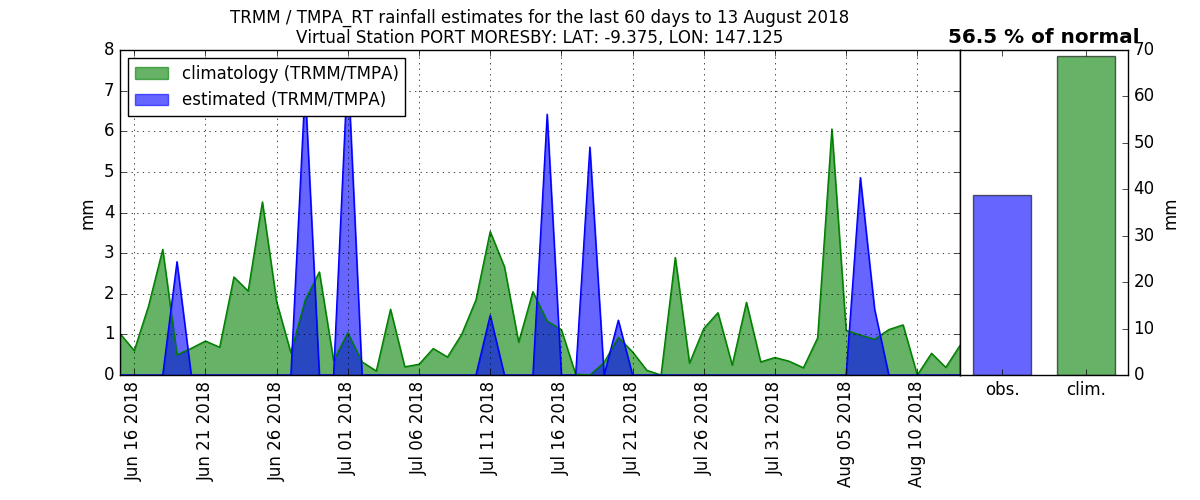 TRMM / TMPA_RT rainfall estimates for the last 60 days to 13 August 2018
Virtual Station PORT MORESBY: LAT: -9.375, LON: 147.125
56.5 % of normal
climatology (TRMM/TMPA)
estimated (TRMM/TMPA)
8
7
6
5
4
3
2
1
0
mm
70
60
50
40
30
20
10
0
mm
Jun 16 2018
Jun 21 2018
Jun 26 2018
Jul 01 2018
Jul 06 2018
Jul 11 2018
Jul 16 2018
Jul 21 2018
Jul 26 2018
Jul 31 2018
Aug 05 2018
Aug 10 2018
obs.
clim.